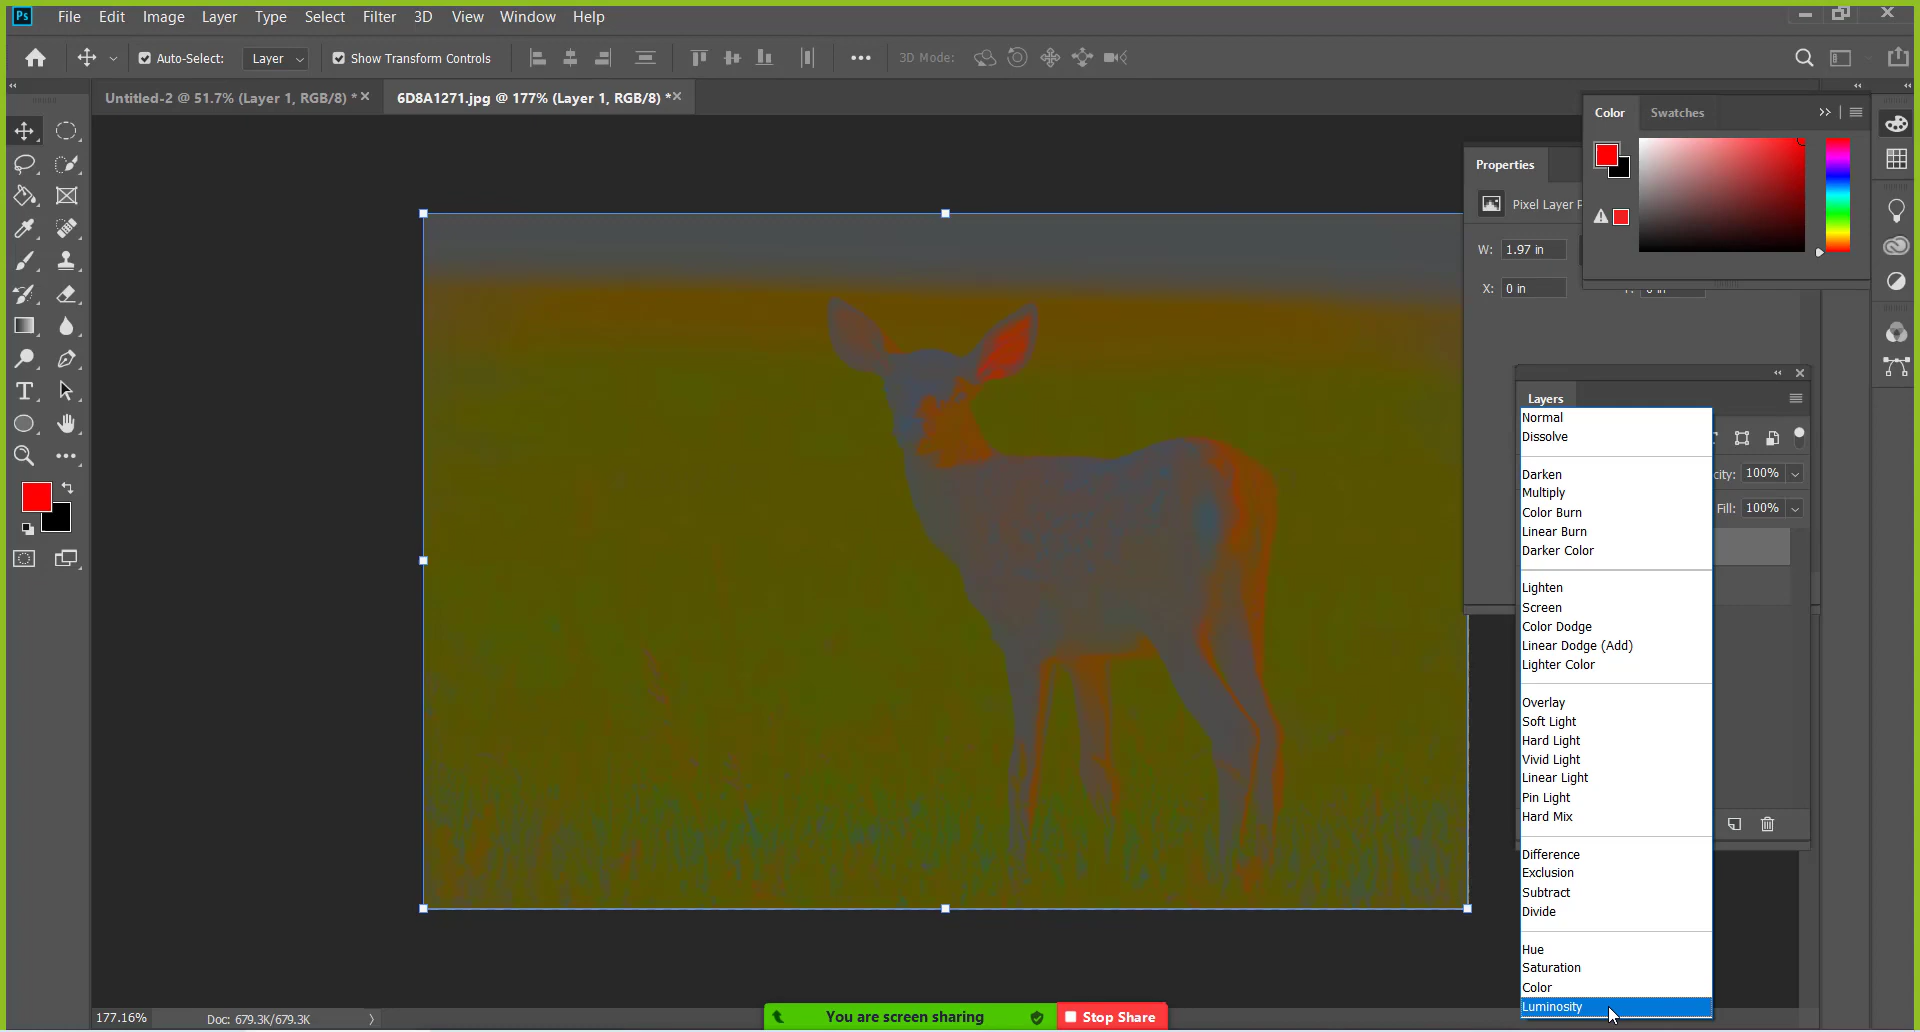 Ps File Edit Image Layer Type Select Filter 3D View Window Help
Auto-Select: Layer Show Transform Controls 3D Mode:
Untitled-2 @ 51.7% (Layer 1, RGB/8) * 6D8A1271.jpg @ 177% (Layer 1, RGB/8) *
Color Swatches
Properties
Pixel Layer P
W: 1.97 in
X: 0 in
Layers
Normal
Dissolve
Darken
city: 100%
Multiply
Color Burn
Fill: 100%
Linear Burn
Darker Color
Lighten
Screen
Color Dodge
Linear Dodge (Add)
Lighter Color
Overlay
Soft Light
Hard Light
Vivid Light
Linear Light
Pin Light
Hard Mix
Difference
Exclusion
Subtract
Divide
Hue
Saturation
Color
Luminosity
177.16% Doc: 679.3K/679.3K
You are screen sharing Stop Share